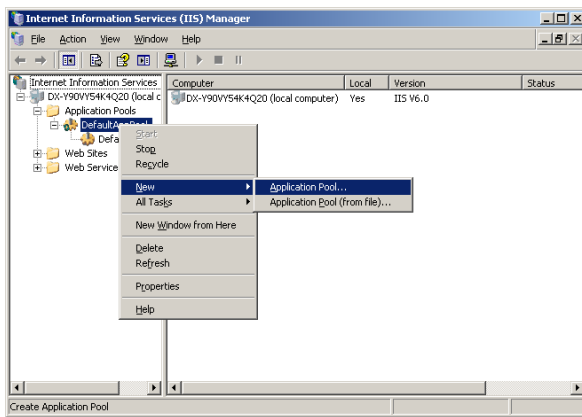 Internet Information Services (IIS) Manager
File Action View Window Help
Internet Information Services
Computer Local Version Status
DX-Y90VY54K4Q20 (local c
DX-Y90VY54K4Q20 (local computer) Yes IIS V6.0
Application Pools
DefaultAppPool
Defa
Web Sites
Web Service
Start
Stop
Recycle
New
Application Pool...
All Tasks
Application Pool (from file)...
New Window from Here
Delete
Refresh
Properties
Help
Create Application Pool